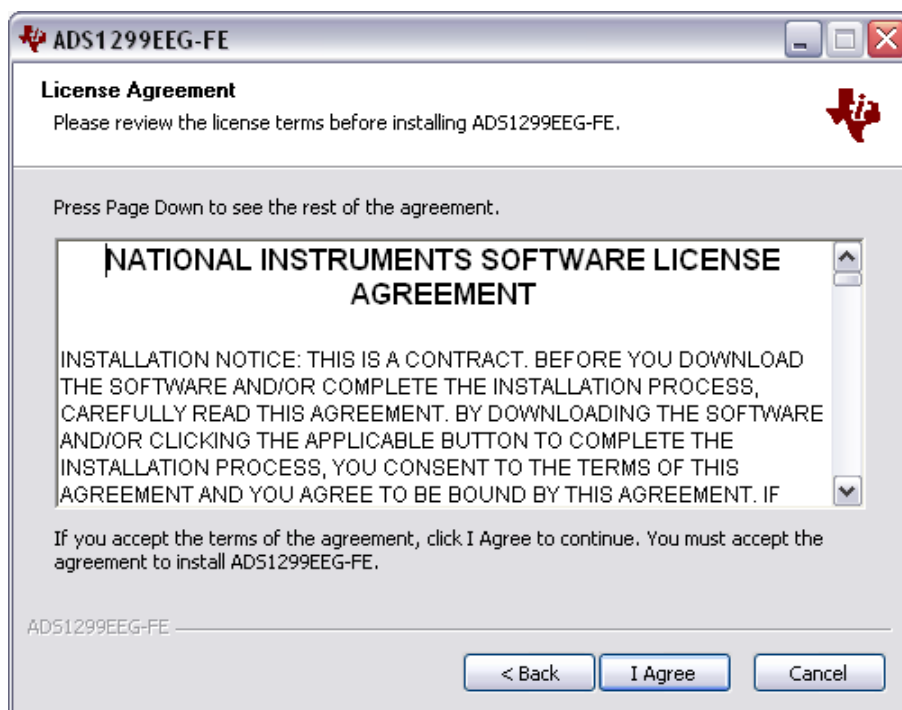 ADS1299EEG-FE
License Agreement
Please review the license terms before installing ADS1299EEG-FE.
Press Page Down to see the rest of the agreement.
NATIONAL INSTRUMENTS SOFTWARE LICENSE
AGREEMENT
INSTALLATION NOTICE: THIS IS A CONTRACT. BEFORE YOU DOWNLOAD
THE SOFTWARE AND/OR COMPLETE THE INSTALLATION PROCESS,
CAREFULLY READ THIS AGREEMENT. BY DOWNLOADING THE SOFTWARE
AND/OR CLICKING THE APPLICABLE BUTTON TO COMPLETE THE
INSTALLATION PROCESS, YOU CONSENT TO THE TERMS OF THIS
AGREEMENT AND YOU AGREE TO BE BOUND BY THIS AGREEMENT. IF
If you accept the terms of the agreement, click I Agree to continue. You must accept the
agreement to install ADS1299EEG-FE.
ADS1299EEG-FE
< Back
I Agree
Cancel